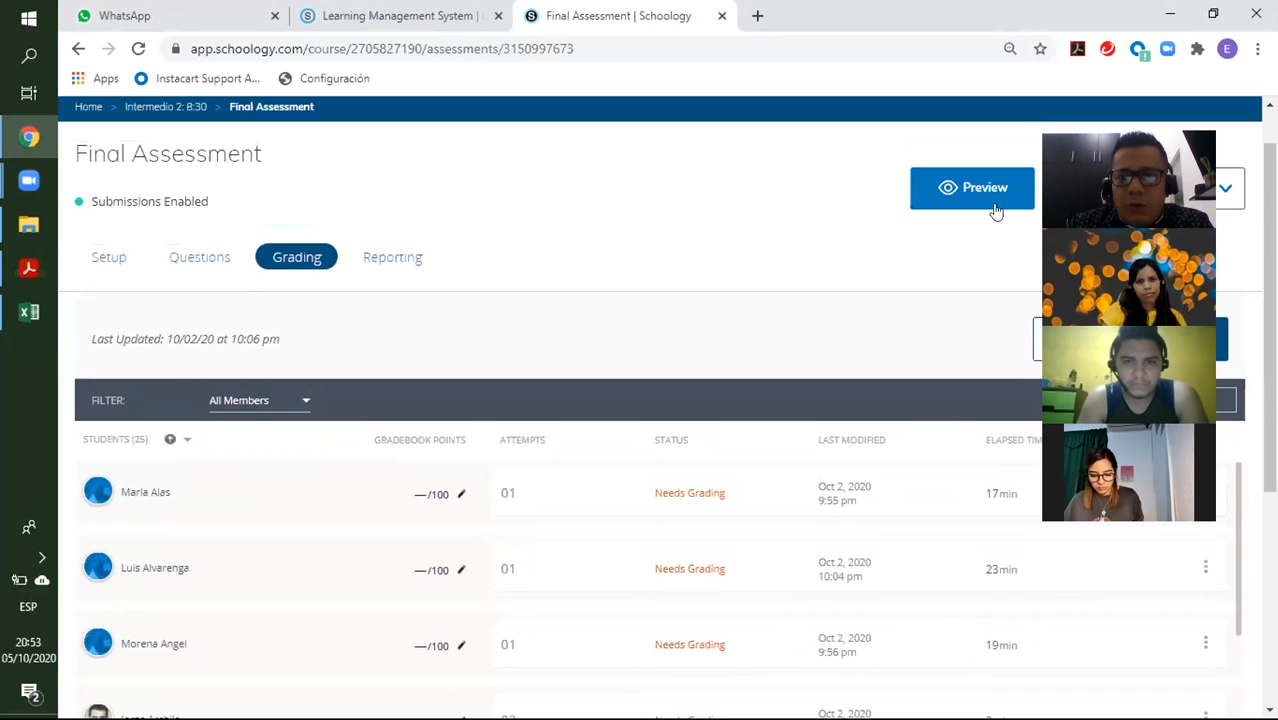 WhatsApp
Learning Management System |
Final Assessment | Schoology
app.schoology.com/course/2705827190/assessments/3150997673
E
Apps
Instacart Support A...
Configuración
Home > Intermedio 2: 8:30 > Final Assessment
Final Assessment
Preview
Submissions Enabled
Setup
Questions
Grading
Reporting
Last Updated: 10/02/20 at 10:06 pm
FILTER:
All Members
STUDENTS (25)
GRADEBOOK POINTS
ATTEMPTS
STATUS
LAST MODIFIED
ELAPSED TIM
Maria Alas
—/100
01
Needs Grading
Oct 2, 2020
9:55 pm
17min
Luis Alvarenga
—/100
01
Needs Grading
Oct 2, 2020
10:04 pm
23min
Morena Angel
—/100
01
Needs Grading
Oct 2, 2020
9:56 pm
19min
Oct 2, 2020
ESP
20:53
05/10/2020
2